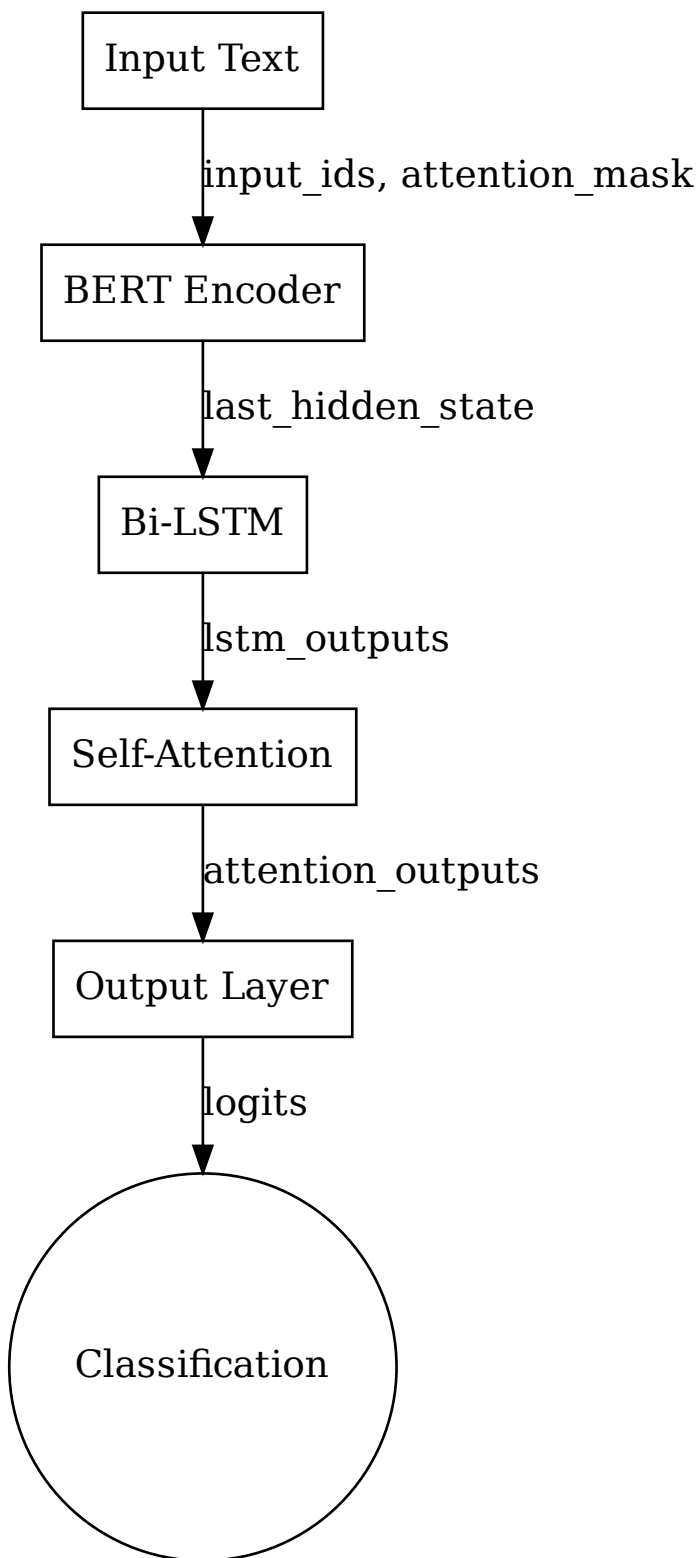 Input Text
input_ids, attention_mask
BERT Encoder
last_hidden_state
Bi-LSTM
lstm_outputs
Self-Attention
attention_outputs
Output Layer
logits
Classification